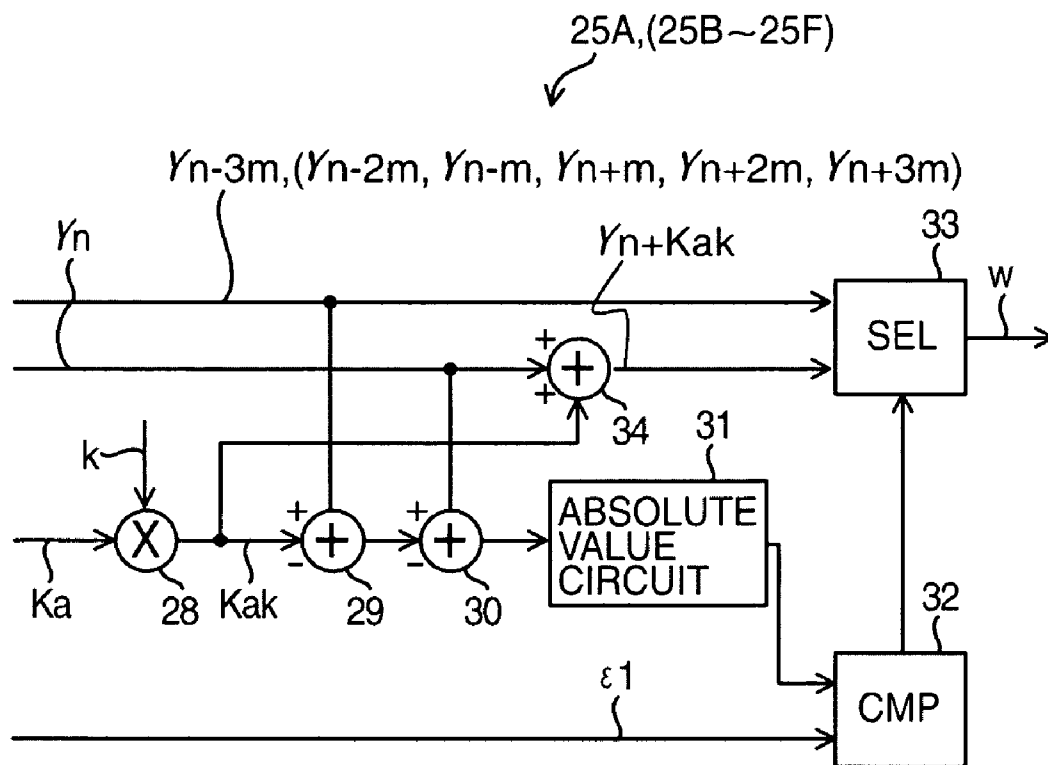 25A,(25B~25F)
Yn-3m,(Yn-2m, Yn-m, Yn+m, Yn+2m, Yn+3m)
Yn
Yn+Kak
33
W
SEL
+
+
+
34
31
k
ABSOLUTE
VALUE
CIRCUIT
X
+
-
+
+
-
+
Ka
28
Kak
29
30
32
ε1
CMP